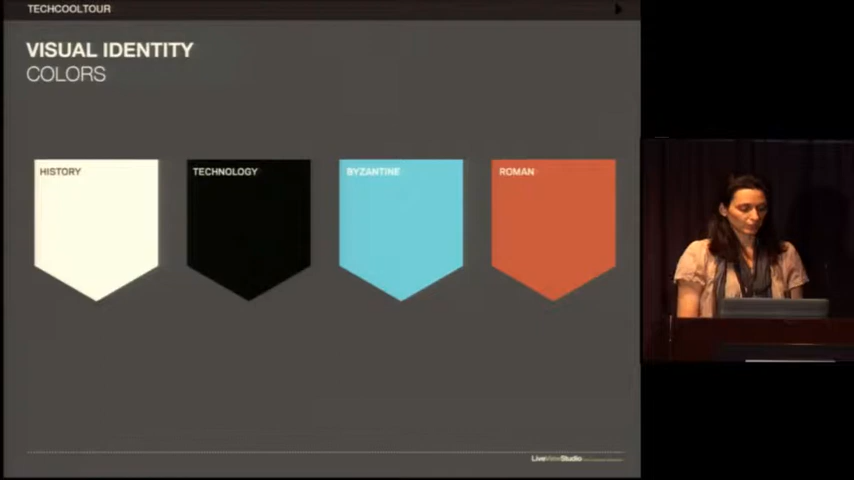 TECHCOOLTOUR
VISUAL IDENTITY
COLORS
HISTORY
TECHNOLOGY
BYZANTINE
ROMAN
LiveViewStudio